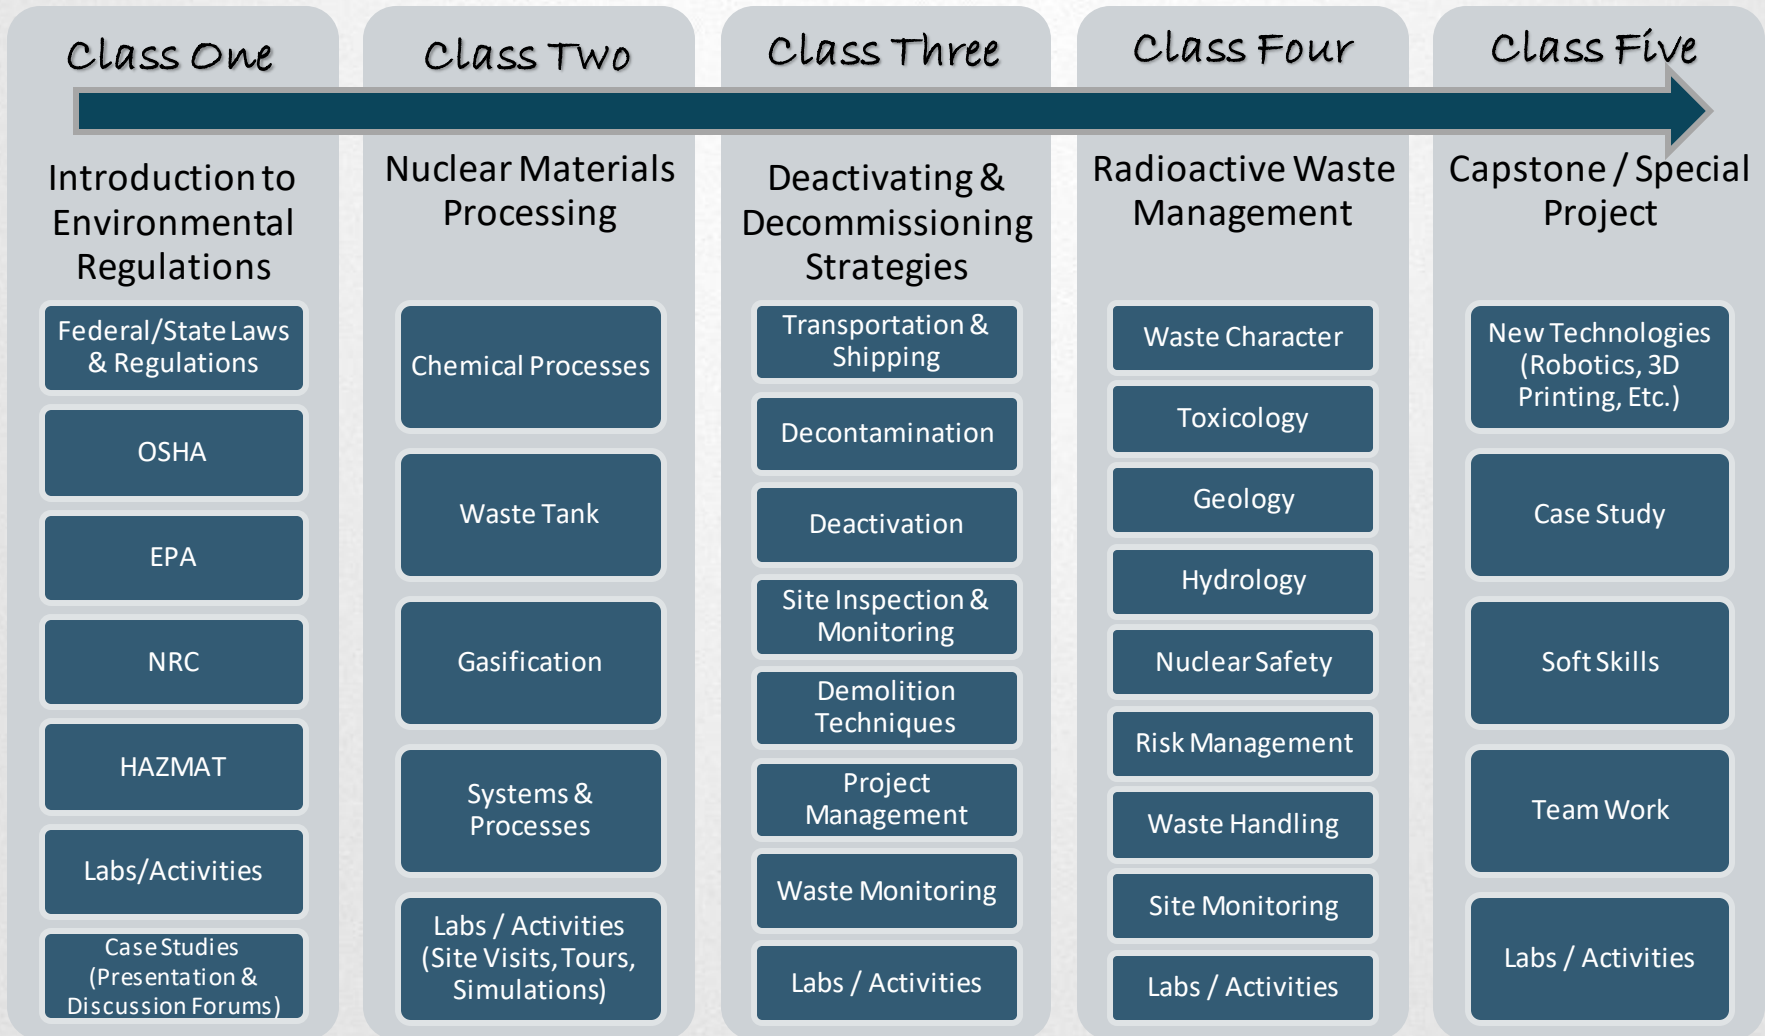 Class One
Introduction to
Environmental
Regulations
Federal/State Laws
& Regulations
OSHA
EPA
NRC
HAZMAT
Labs/Activities
Case Studies
(Presentation &
Discussion Forums)
Class Two
Nuclear Materials
Processing
Chemical Processes
Waste Tank
Gasification
Systems &
Processes
Labs / Activities
(Site Visits, Tours,
Simulations)
Class Three
Deactivating &
Decommissioning
Strategies
Transportation &
Shipping
Decontamination
Deactivation
Site Inspection &
Monitoring
Demolition
Techniques
Project
Management
Waste Monitoring
Labs / Activities
Class Four
Radioactive Waste
Management
Waste Character
Toxicology
Geology
Hydrology
Nuclear Safety
Risk Management
Waste Handling
Site Monitoring
Labs / Activities
Class Five
Capstone / Special
Project
New Technologies
(Robotics, 3D
Printing, Etc.)
Case Study
Soft Skills
Team Work
Labs / Activities